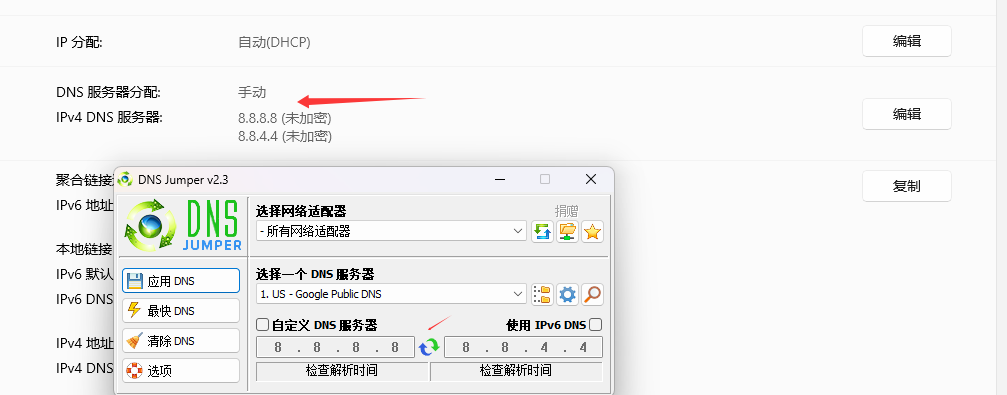 IP 分配: 自动(DHCP) 编辑
DNS 服务器分配: 手动 编辑
IPv4 DNS 服务器: 8.8.8.8 (未加密)
8.8.4.4 (未加密)
聚合链接 复制
IPv6 地址
本地链接
IPv6 默认
IPv6 DNS
IPv4 地址
IPv4 DNS
DNS Jumper v2.3
DNS
JUMPER
应用 DNS
最快 DNS
清除 DNS
选项
选择网络适配器 捐赠
- 所有网络适配器
选择一个 DNS 服务器
1. US - Google Public DNS
自定义 DNS 服务器 使用 IPv6 DNS
8 . 8 . 8 . 8 8 . 8 . 4 . 4
检查解析时间 检查解析时间